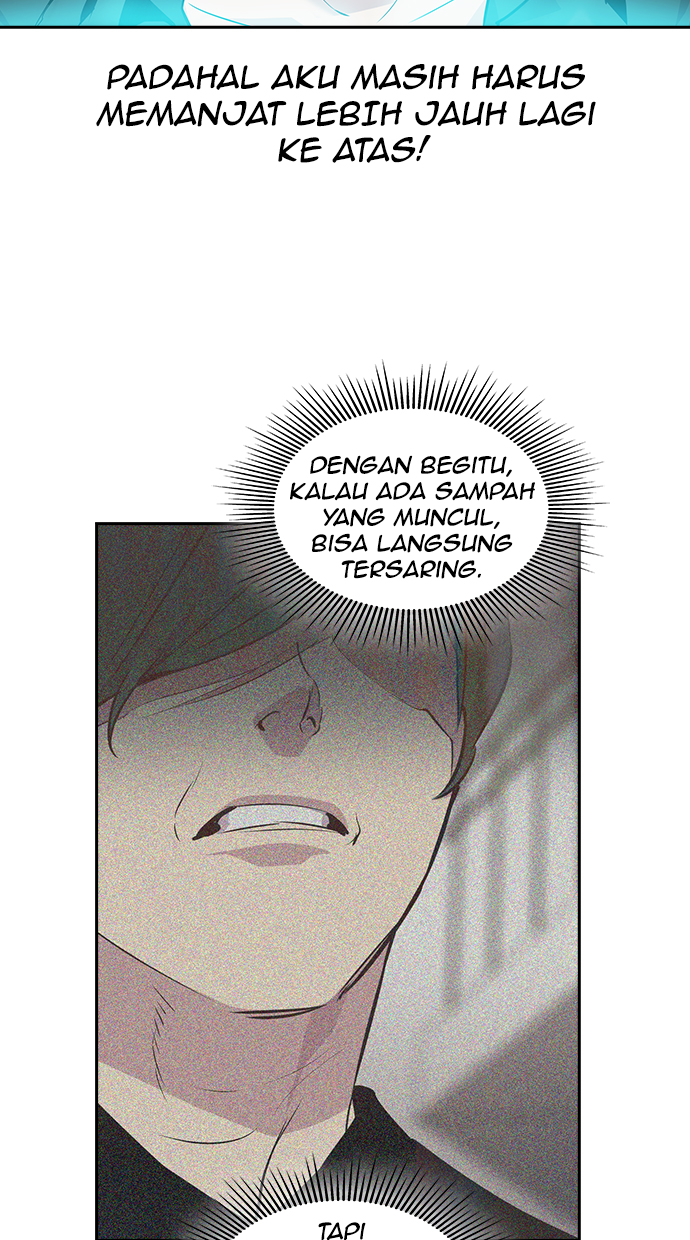 PADAHAL AKU MASIH HARUS
MEMANJAT LEBIH JAUH LAGI
KE ATAS!
DENGAN BEGITU,
KALAU ADA SAMPAH
YANG MUNCUL,
BISA LANGSUNG
TERSARING.
TAPI